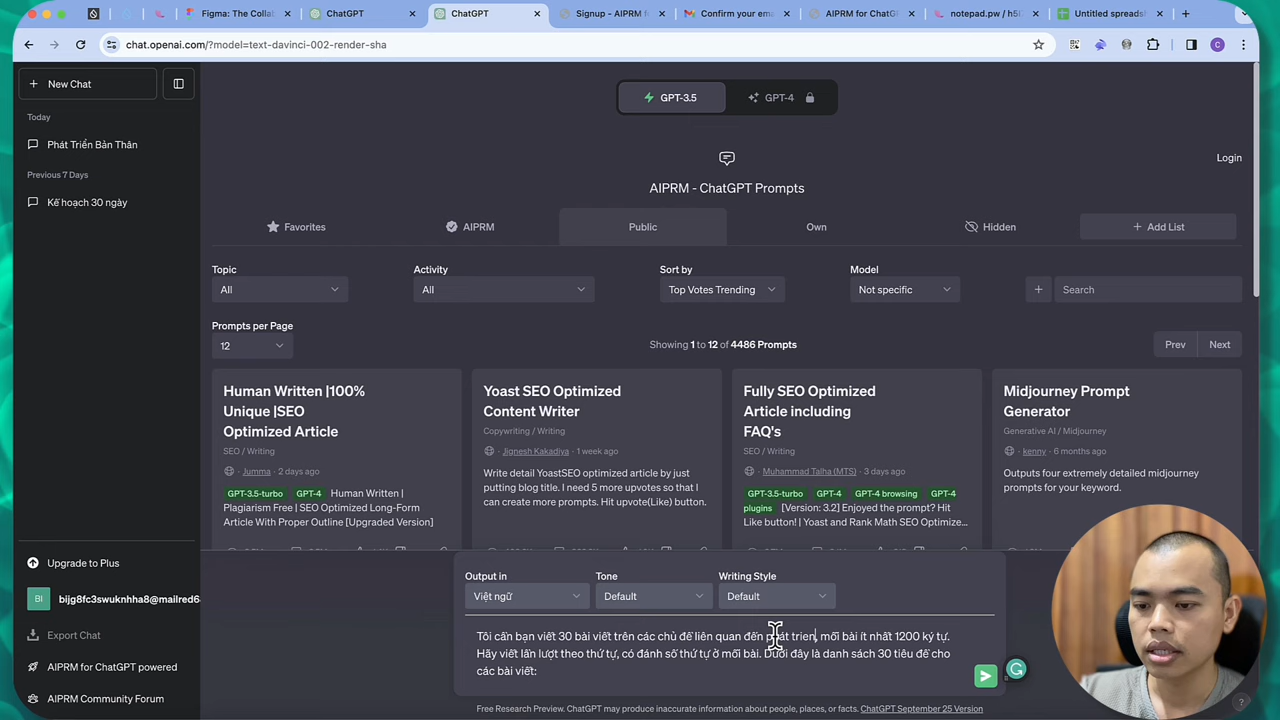 Figma: The Collab
ChatGPT
ChatGPT
Signup - AIPRM for
Confirm your ema
AIPRM for ChatGP
notepad.pw / h5t
Untitled spreads
chat.openai.com/?model=text-davinci-002-render-sha
New Chat
GPT-3.5
GPT-4
Today
Phát Triển Bản Thân
Login
Previous 7 Days
AIPRM - ChatGPT Prompts
Kế hoạch 30 ngày
Favorites
AIPRM
Public
Own
Hidden
+ Add List
Topic
Activity
Sort by
Model
All
All
Top Votes Trending
Not specific
+
Search
Prompts per Page
12
Showing 1 to 12 of 4486 Prompts
Prev
Next
Human Written |100%
Unique |SEO
Optimized Article
SEO / Writing
· Jumma · 2 days ago
GPT-3.5-turbo GPT-4 Human Written |
Plagiarism Free | SEO Optimized Long-Form
Article With Proper Outline [Upgraded Version]
Yoast SEO Optimized
Content Writer
Copywriting / Writing
· Jignesh Kakadiya · 1 week ago
Write detail YoastSEO optimized article by just
putting blog title. I need 5 more upvotes so that I
can create more prompts. Hit upvote(Like) button.
Fully SEO Optimized
Article including
FAQ's
SEO / Writing
· Muhammad Talha (MTS) · 3 days ago
GPT-3.5-turbo GPT-4 GPT-4 browsing GPT-4
plugins [Version: 3.2] Enjoyed the prompt? Hit
Like button! | Yoast and Rank Math SEO Optimize...
Midjourney Prompt
Generator
Generative AI / Midjourney
· kenny · 6 months ago
Outputs four extremely detailed midjourney
prompts for your keyword.
Upgrade to Plus
BI
bijg8fc3swuknhha8@mailred6
Export Chat
AIPRM for ChatGPT powered
AIPRM Community Forum
Output in
Tone
Writing Style
Việt ngữ
Default
Default
Tôi cần bạn viết 30 bài viết trên các chủ đề liên quan đến phát trien, mỗi bài ít nhất 1200 ký tự.
Hãy viết lần lượt theo thứ tự, có đánh số thứ tự ở mỗi bài. Dưới đây là danh sách 30 tiêu đề cho
các bài viết:
Free Research Preview. ChatGPT may produce inaccurate information about people, places, or facts. ChatGPT September 25 Version